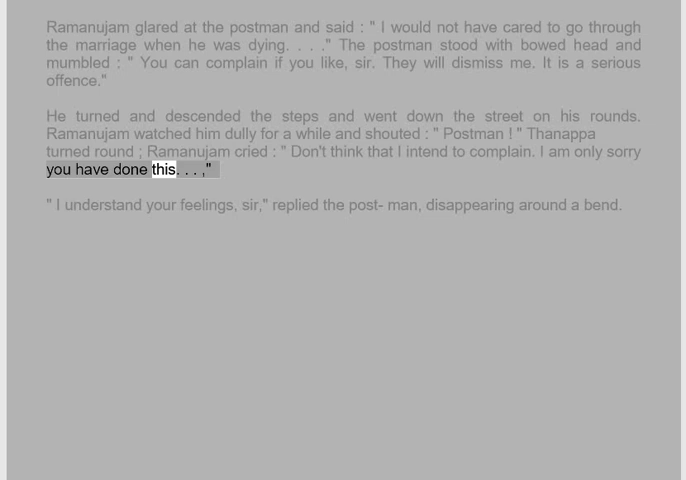 Ramanujam glared at the postman and said : " I would not have cared to go through
the marriage when he was dying. . . ." The postman stood with bowed head and
mumbled : " You can complain if you like, sir. They will dismiss me. It is a serious
offence."
He turned and descended the steps and went down the street on his rounds.
Ramanujam watched him dully for a while and shouted : " Postman ! " Thanappa
turned round ; Ramanujam cried : " Don't think that I intend to complain. I am only sorry
you have done this. . . ,"
" I understand your feelings, sir," replied the post- man, disappearing around a bend.